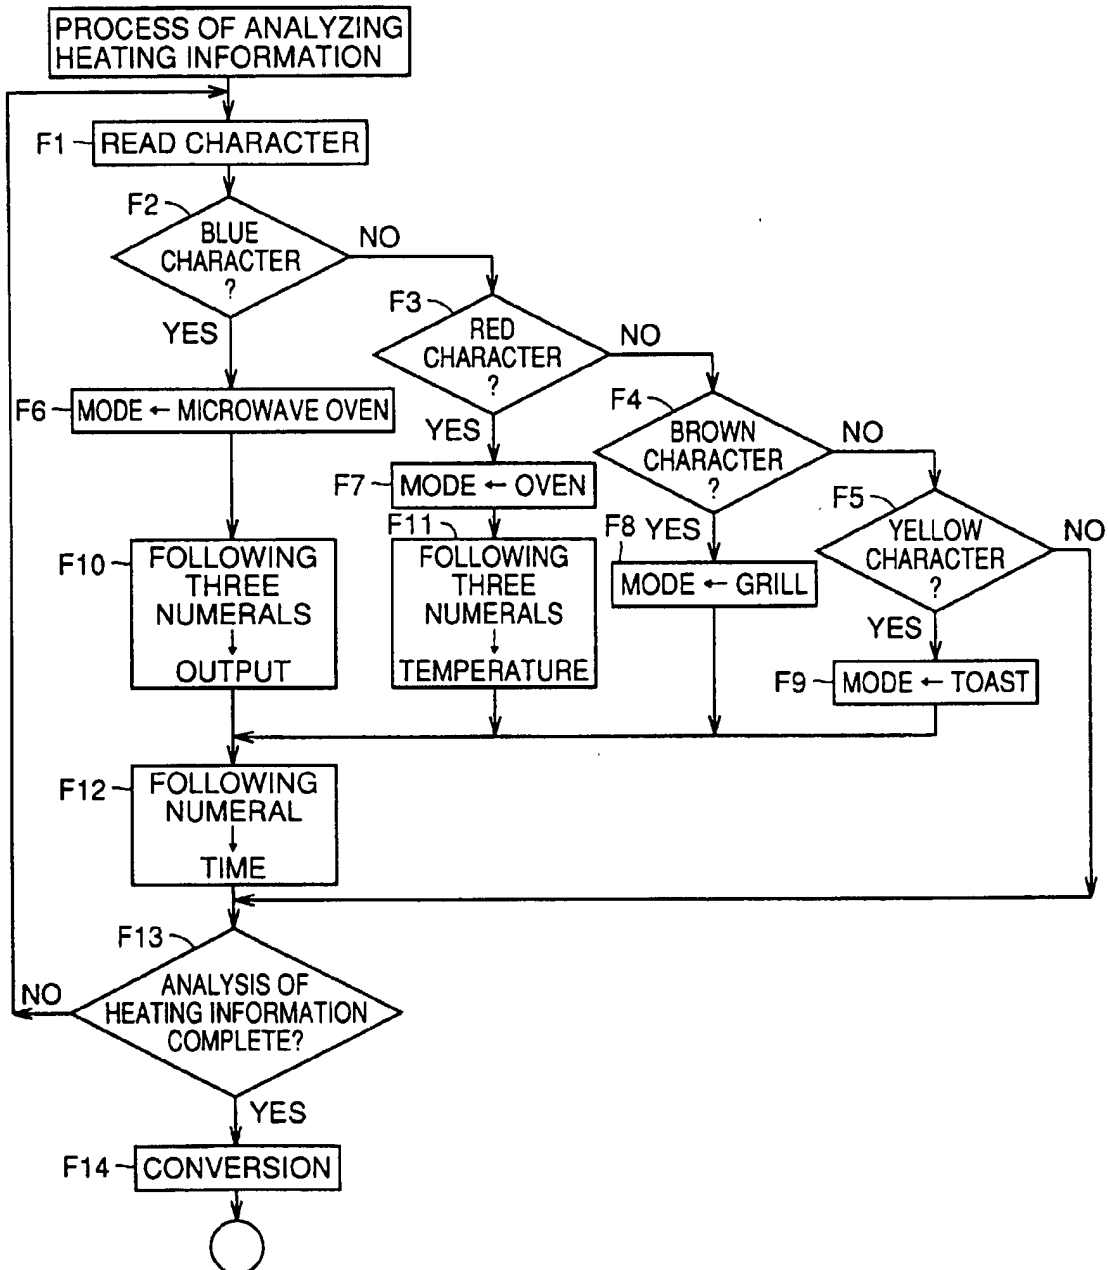 PROCESS OF ANALYZING
HEATING INFORMATION
F1
READ CHARACTER
F2
BLUE
CHARACTER
?
NO
YES
F3
RED
CHARACTER
?
NO
YES
F4
BROWN
CHARACTER
?
NO
YES
F5
YELLOW
CHARACTER
?
NO
YES
F6
MODE ← MICROWAVE OVEN
F7
MODE ← OVEN
F8
MODE ← GRILL
F9
MODE ← TOAST
F10
FOLLOWING
THREE
NUMERALS
↓
OUTPUT
F11
FOLLOWING
THREE
NUMERALS
↓
TEMPERATURE
F12
FOLLOWING
NUMERAL
↓
TIME
F13
ANALYSIS OF
HEATING INFORMATION
COMPLETE?
NO
YES
F14
CONVERSION